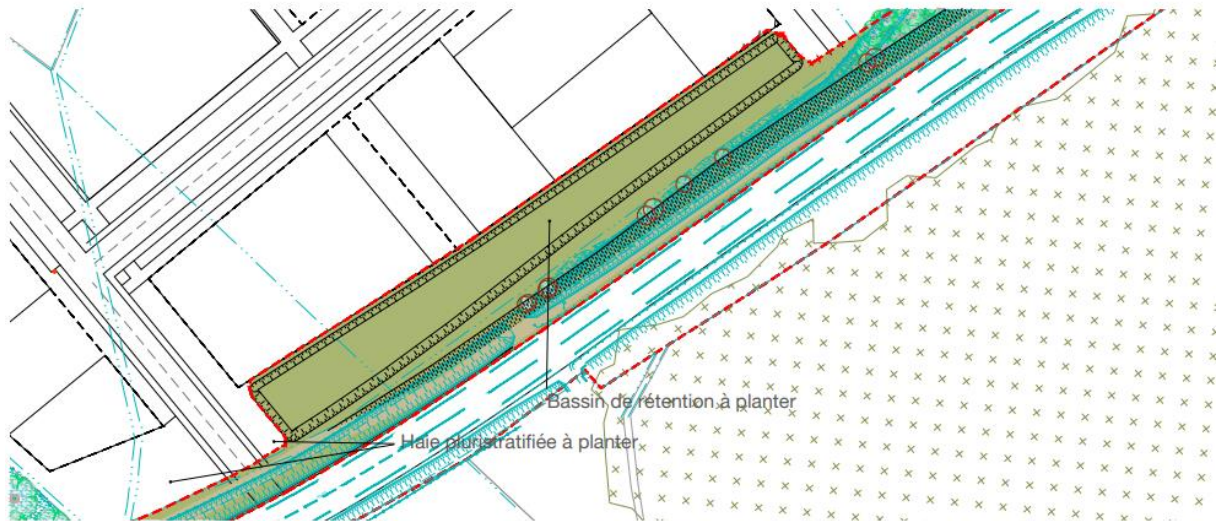 Bassin de rétention à planter
Haie pluristratifiée à planter